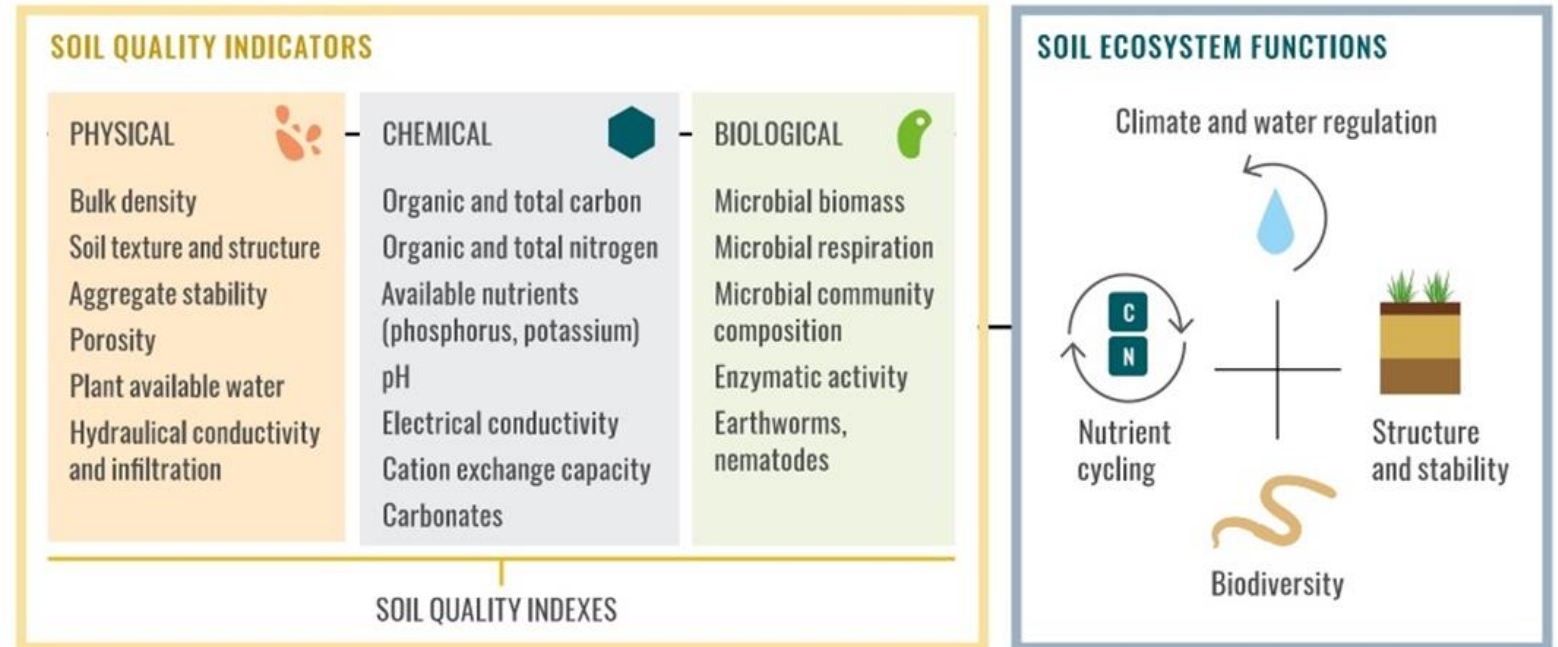 SOIL QUALITY INDICATORS
PHYSICAL
Bulk density
Soil texture and structure
Aggregate stability
Porosity
Plant available water
Hydraulical conductivity
and infiltration
CHEMICAL
Organic and total carbon
Organic and total nitrogen
Available nutrients
(phosphorus, potassium)
pH
Electrical conductivity
Cation exchange capacity
Carbonates
BIOLOGICAL
Microbial biomass
Microbial respiration
Microbial community
composition
Enzymatic activity
Earthworms,
nematodes
SOIL QUALITY INDEXES
SOIL ECOSYSTEM FUNCTIONS
Climate and water regulation
C
N
Nutrient
cycling
Structure
and stability
Biodiversity